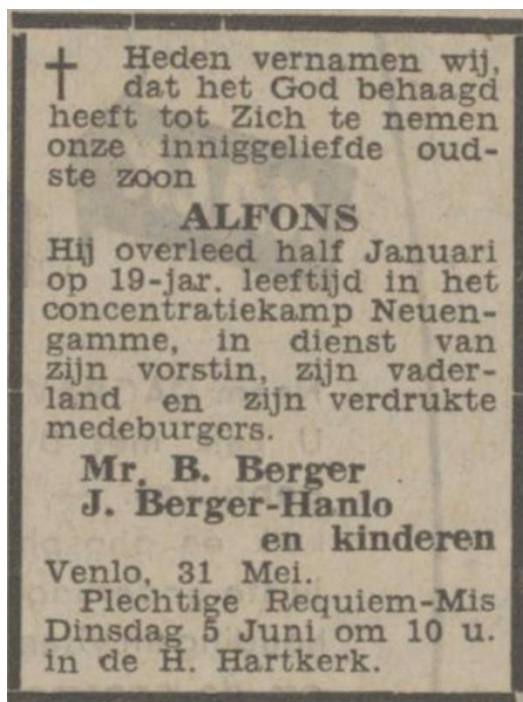 † Heden vernamen wij,
dat het God behaagd
heeft tot Zich te nemen
onze inniggeliefde oud-
ste zoon
ALFONS
Hij overleed half Januari
op 19-jar. leeftijd in het
concentratiekamp Neuen-
gamme, in dienst van
zijn vorstin, zijn vader-
land en zijn verdrukte
medeburgers.
Mr. B. Berger
J. Berger-Hanlo
en kinderen
Venlo, 31 Mei.
Plechtige Requiem-Mis
Dinsdag 5 Juni om 10 u.
in de H. Hartkerk.